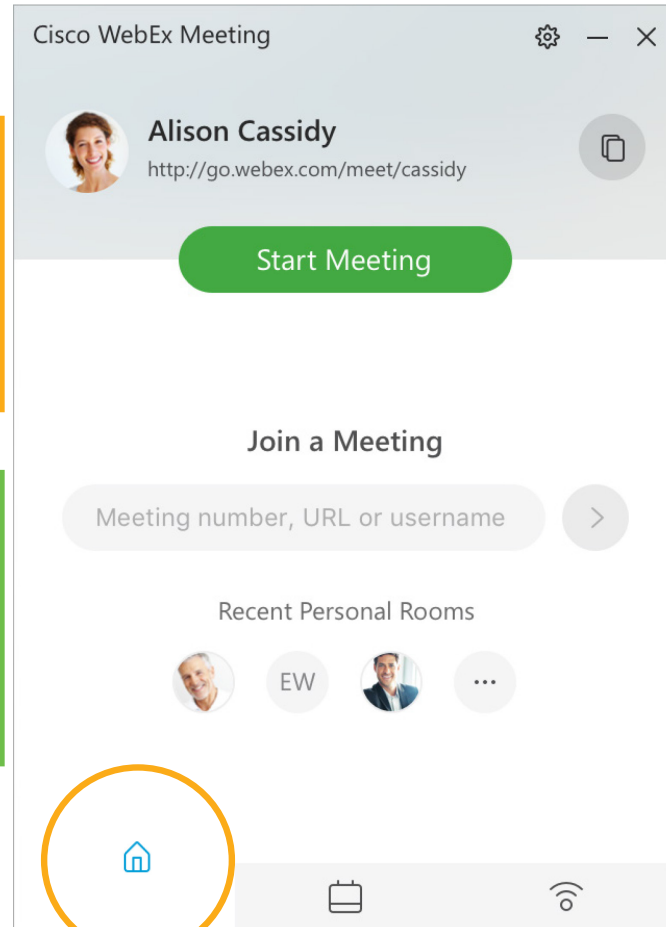 Cisco WebEx Meeting
Alison Cassidy
http://go.webex.com/meet/cassidy
Start Meeting
Join a Meeting
Meeting number, URL or username
Recent Personal Rooms
EW